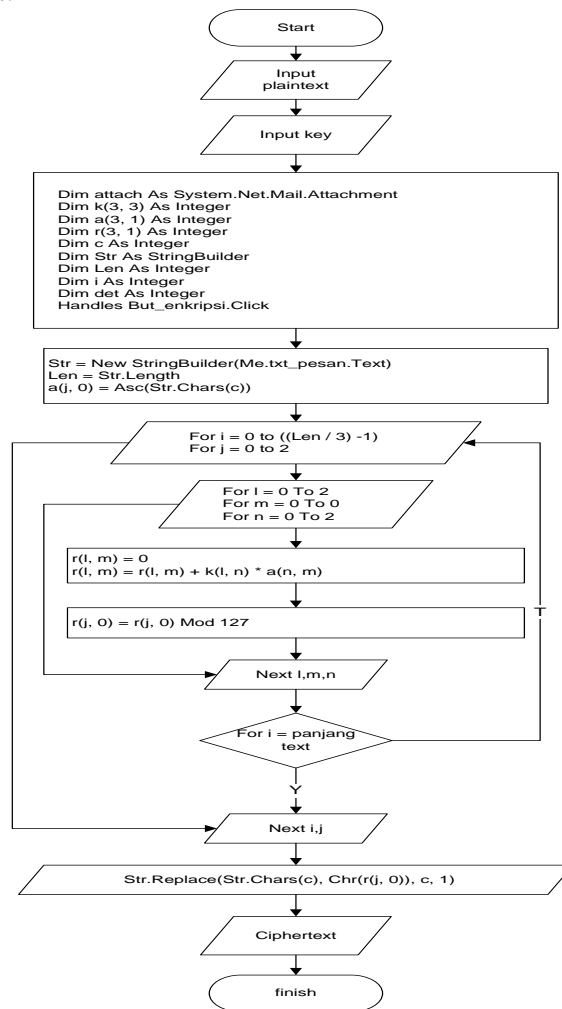 Start
Input
plaintext
Input key
Dim attach As System.Net.Mail.Attachment
Dim k(3, 3) As Integer
Dim a(3, 1) As Integer
Dim r(3, 1) As Integer
Dim c As Integer
Dim Str As StringBuilder
Dim Len As Integer
Dim i As Integer
Dim det As Integer
Handles But_enkripsi.Click
Str = New StringBuilder(Me.txt_pesan.Text)
Len = Str.Length
a(j, 0) = Asc(Str.Chars(c))
For i = 0 to ((Len / 3) -1)
For j = 0 to 2
For l = 0 To 2
For m = 0 To 0
For n = 0 To 2
r(l, m) = 0
r(l, m) = r(l, m) + k(l, n) * a(n, m)
T
r(j, 0) = r(j, 0) Mod 127
Next l,m,n
For i = panjang
text
Y
Next i,j
Str.Replace(Str.Chars(c), Chr(r(j, 0)), c, 1)
Ciphertext
finish